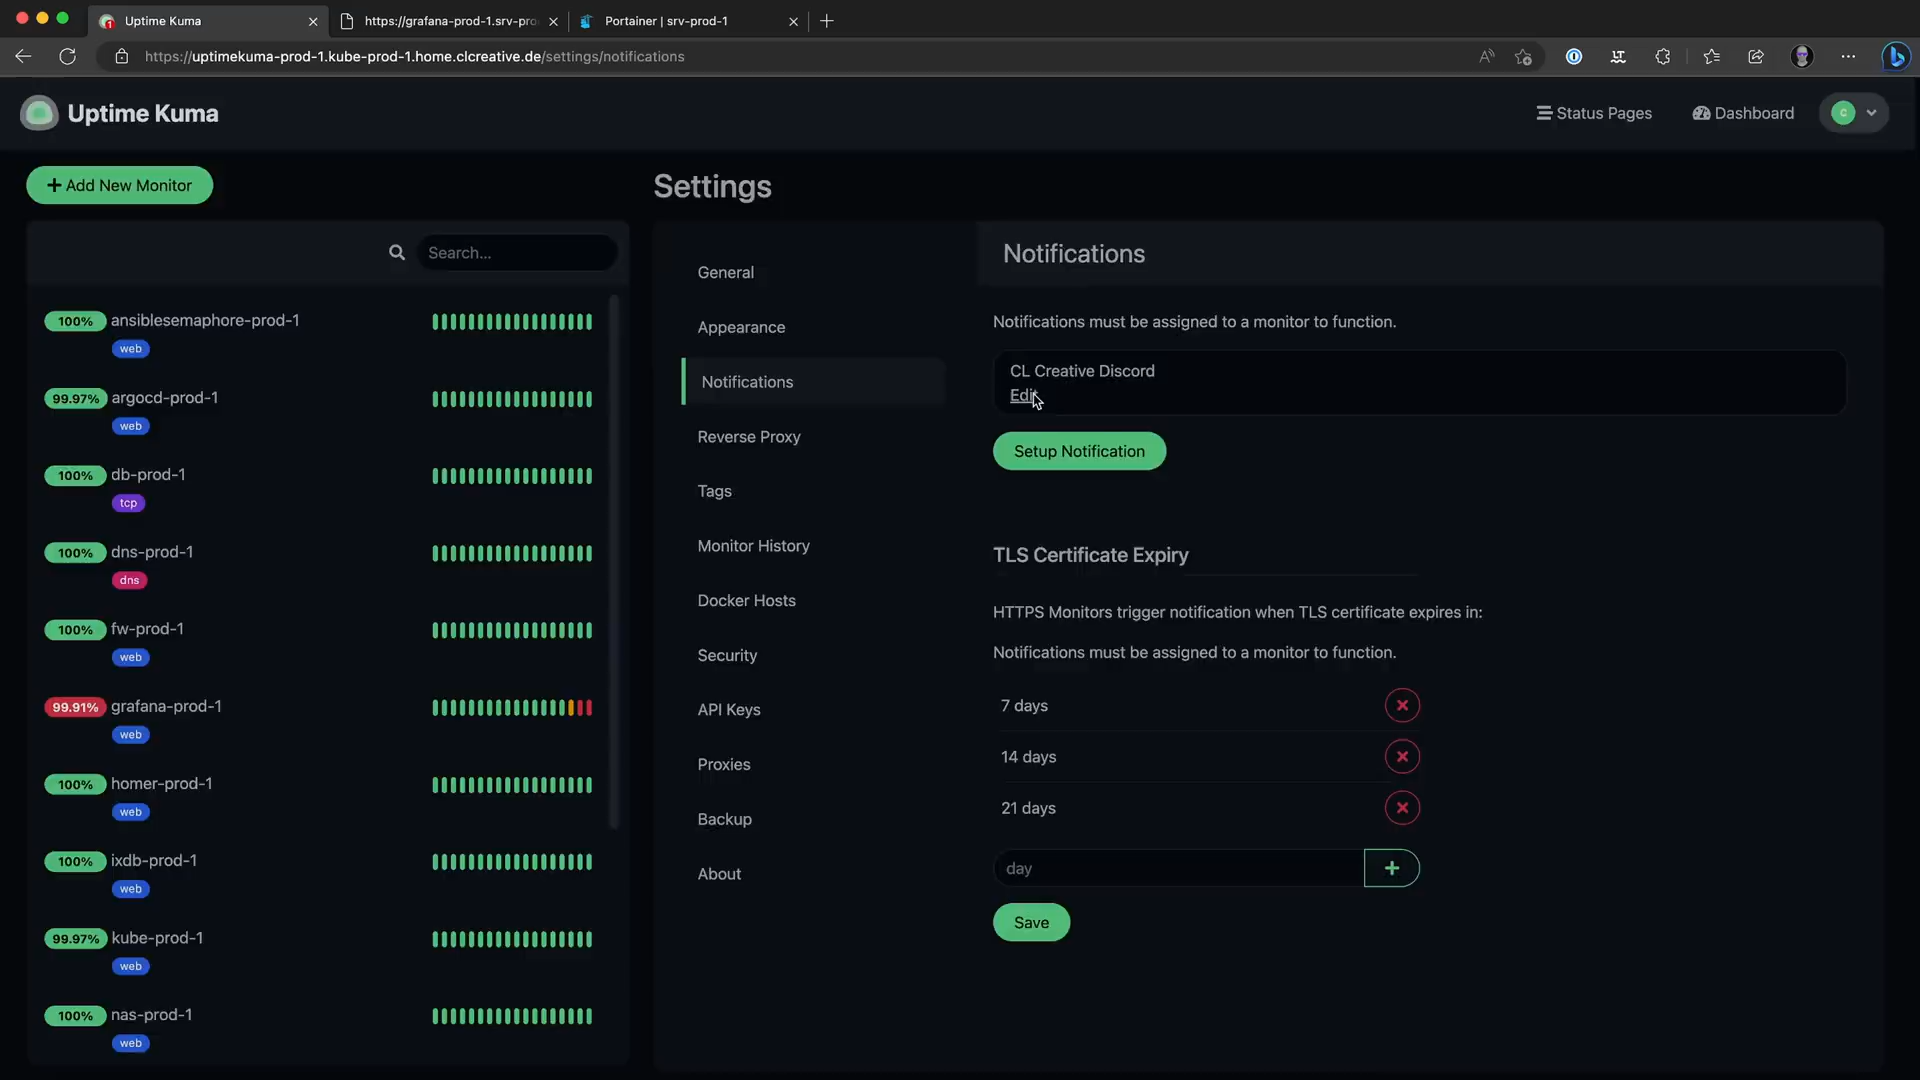 Uptime Kuma
https://grafana-prod-1.srv-pro
Portainer | srv-prod-1
https://uptimekuma-prod-1.kube-prod-1.home.clcreative.de/settings/notifications
Uptime Kuma
Status Pages
Dashboard
C
Add New Monitor
Search...
100% ansiblesemaphore-prod-1
web
99.97% argocd-prod-1
web
100% db-prod-1
tcp
100% dns-prod-1
dns
100% fw-prod-1
web
99.91% grafana-prod-1
web
100% homer-prod-1
web
100% ixdb-prod-1
web
99.97% kube-prod-1
web
100% nas-prod-1
web
Settings
General
Appearance
Notifications
Reverse Proxy
Tags
Monitor History
Docker Hosts
Security
API Keys
Proxies
Backup
About
Notifications
Notifications must be assigned to a monitor to function.
CL Creative Discord
Edit
Setup Notification
TLS Certificate Expiry
HTTPS Monitors trigger notification when TLS certificate expires in:
Notifications must be assigned to a monitor to function.
7 days
14 days
21 days
day
Save